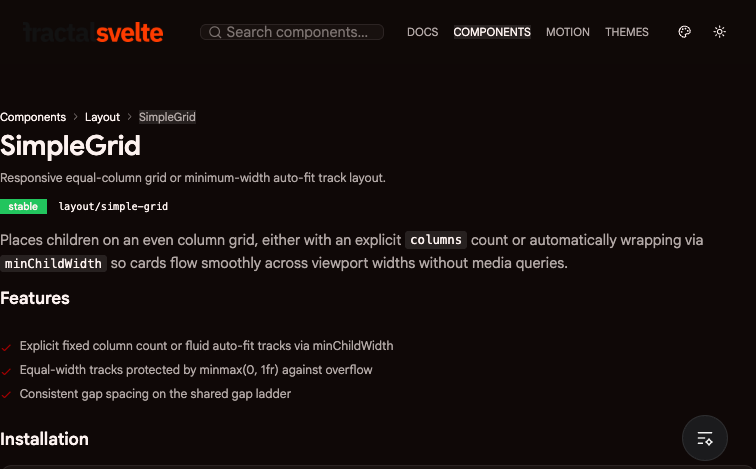 fractalsvelte
Search components...
DOCS
COMPONENTS
MOTION
THEMES
Components > Layout > SimpleGrid
SimpleGrid
Responsive equal-column grid or minimum-width auto-fit track layout.
stable layout/simple-grid
Places children on an even column grid, either with an explicit columns count or automatically wrapping via
minChildWidth so cards flow smoothly across viewport widths without media queries.
Features
Explicit fixed column count or fluid auto-fit tracks via minChildWidth
Equal-width tracks protected by minmax(0, 1fr) against overflow
Consistent gap spacing on the shared gap ladder
Installation